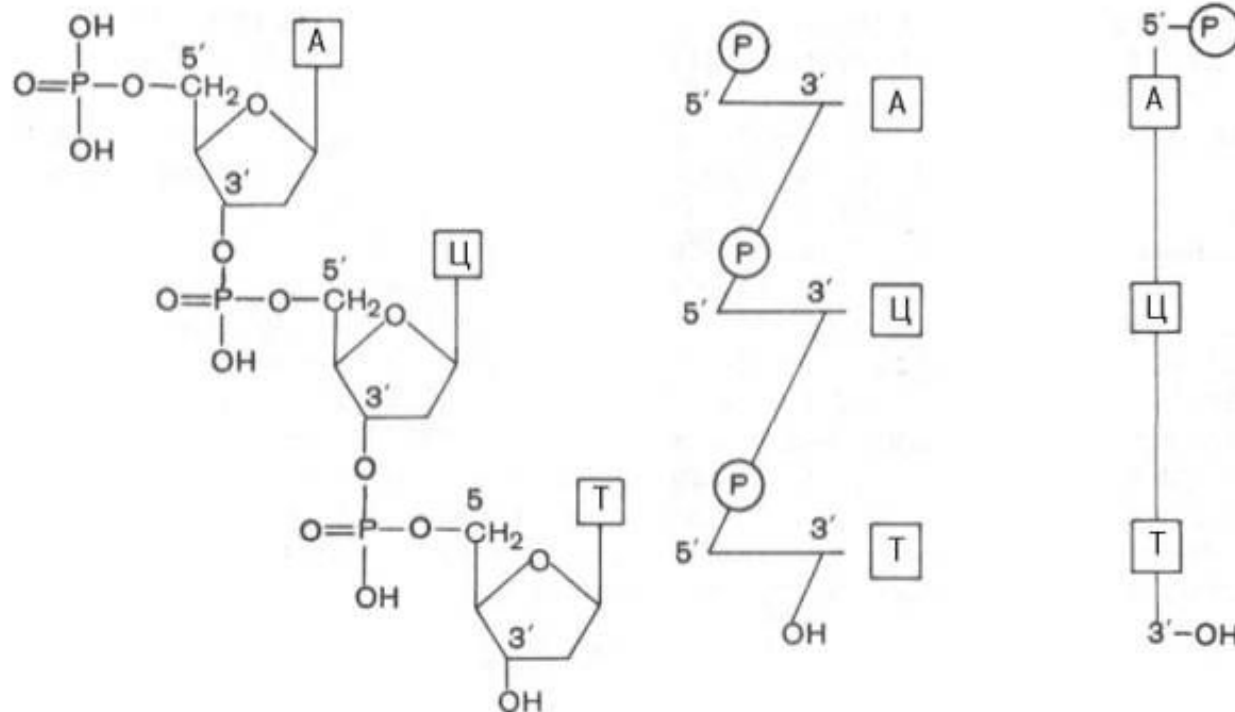 OH
5′
A
O=P–O–CH₂
O
OH
3′
O
5′
Ц
O=P–O–CH₂
O
OH
3′
O
5
T
O=P–O–CH₂
O
OH
3′
OH
P
5′
3′
A
P
5′
3′
Ц
P
5′
3′
T
OH
5′–P
A
Ц
T
3′–OH